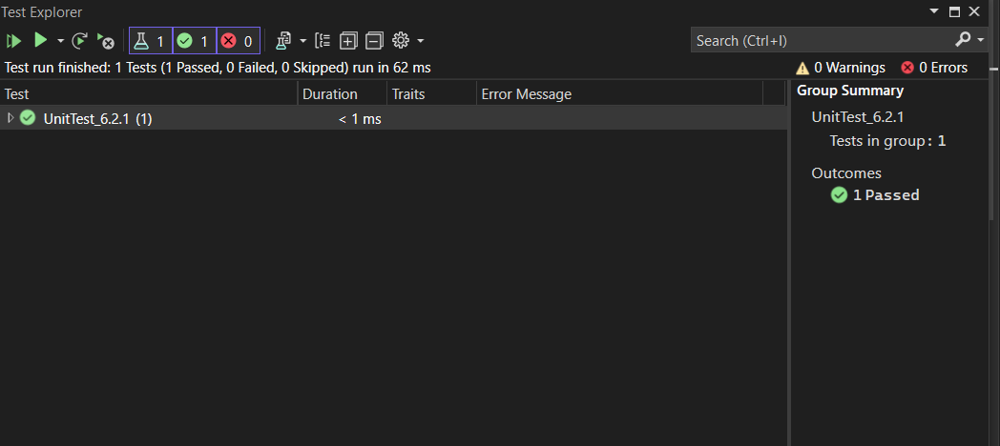 Test Explorer
1 1 0
Search (Ctrl+I)
Test run finished: 1 Tests (1 Passed, 0 Failed, 0 Skipped) run in 62 ms
0 Warnings 0 Errors
Test Duration Traits Error Message
UnitTest_6.2.1 (1) < 1 ms
Group Summary
UnitTest_6.2.1
Tests in group: 1
Outcomes
1 Passed